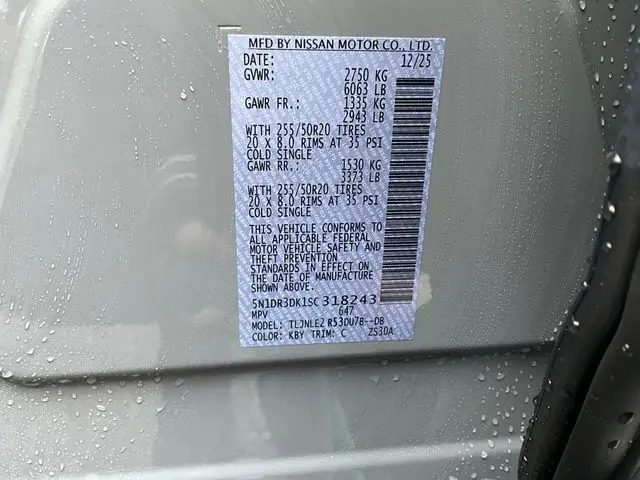 MFD BY NISSAN MOTOR CO., LTD.
DATE: 12/25
GVWR: 2750 KG
6063 LB
GAWR FR.: 1335 KG
2943 LB
WITH 255/50R20 TIRES
20 X 8.0 RIMS AT 35 PSI
COLD SINGLE
GAWR RR.: 1530 KG
3373 LB
WITH 255/50R20 TIRES
20 X 8.0 RIMS AT 35 PSI
COLD SINGLE
THIS VEHICLE CONFORMS TO
ALL APPLICABLE FEDERAL
MOTOR VEHICLE SAFETY AND
THEFT PREVENTION
STANDARDS IN EFFECT ON
THE DATE OF MANUFACTURE
SHOWN ABOVE.
5N1DR3DK1SC318243
MPV 647
MODEL: TLJNLE2 R53DU7B--DB
COLOR: KBY TRIM: C ZS30A